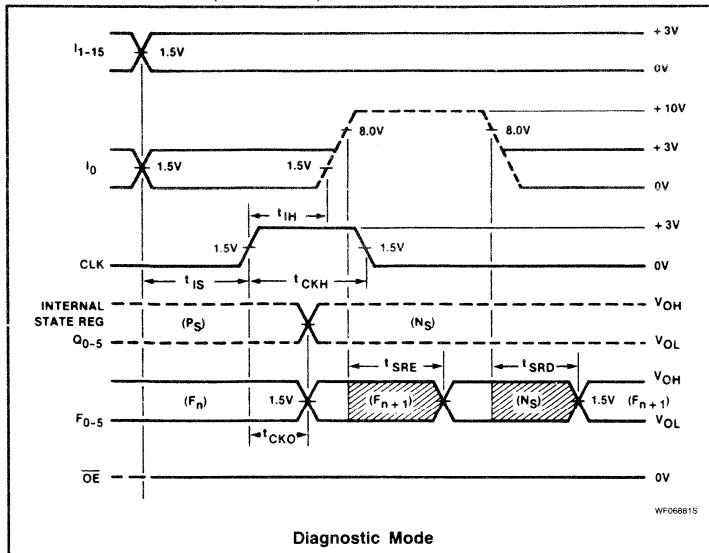 I1-15
1.5V
+3V
0V
+10V
8.0V
8.0V
+3V
I0
1.5V
1.5V
0V
tIH
+3V
1.5V
1.5V
CLK
tIS
tCKH
0V
INTERNAL
STATE REG
Q0-5
(PS)
(NS)
VOH
VOL
tSRE
tSRD
VOH
(Fn)
1.5V
(Fn+1)
(NS)
1.5V
(Fn+1)
F0-5
VOL
tCKO
OE
0V
WF06881S
Diagnostic Mode